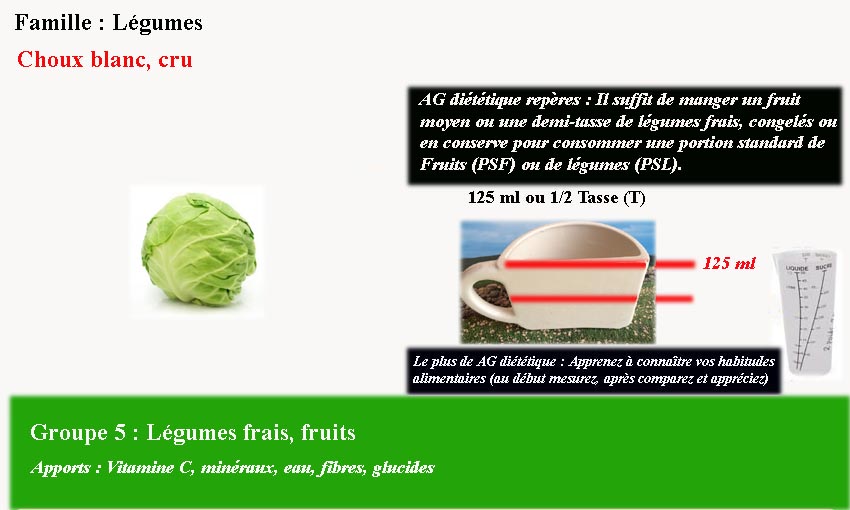 Famille : Légumes
Choux blanc, cru
AG diététique repères : Il suffit de manger un fruit
moyen ou une demi-tasse de légumes frais, congelés ou
en conserve pour consommer une portion standard de
Fruits (PSF) ou de légumes (PSL).
125 ml ou 1/2 Tasse (T)
125 ml
LIQUIDE SUCRE
Le plus de AG diététique : Apprenez à connaître vos habitudes
alimentaires (au début mesurez, après comparez et appréciez)
Groupe 5 : Légumes frais, fruits
Apports : Vitamine C, minéraux, eau, fibres, glucides